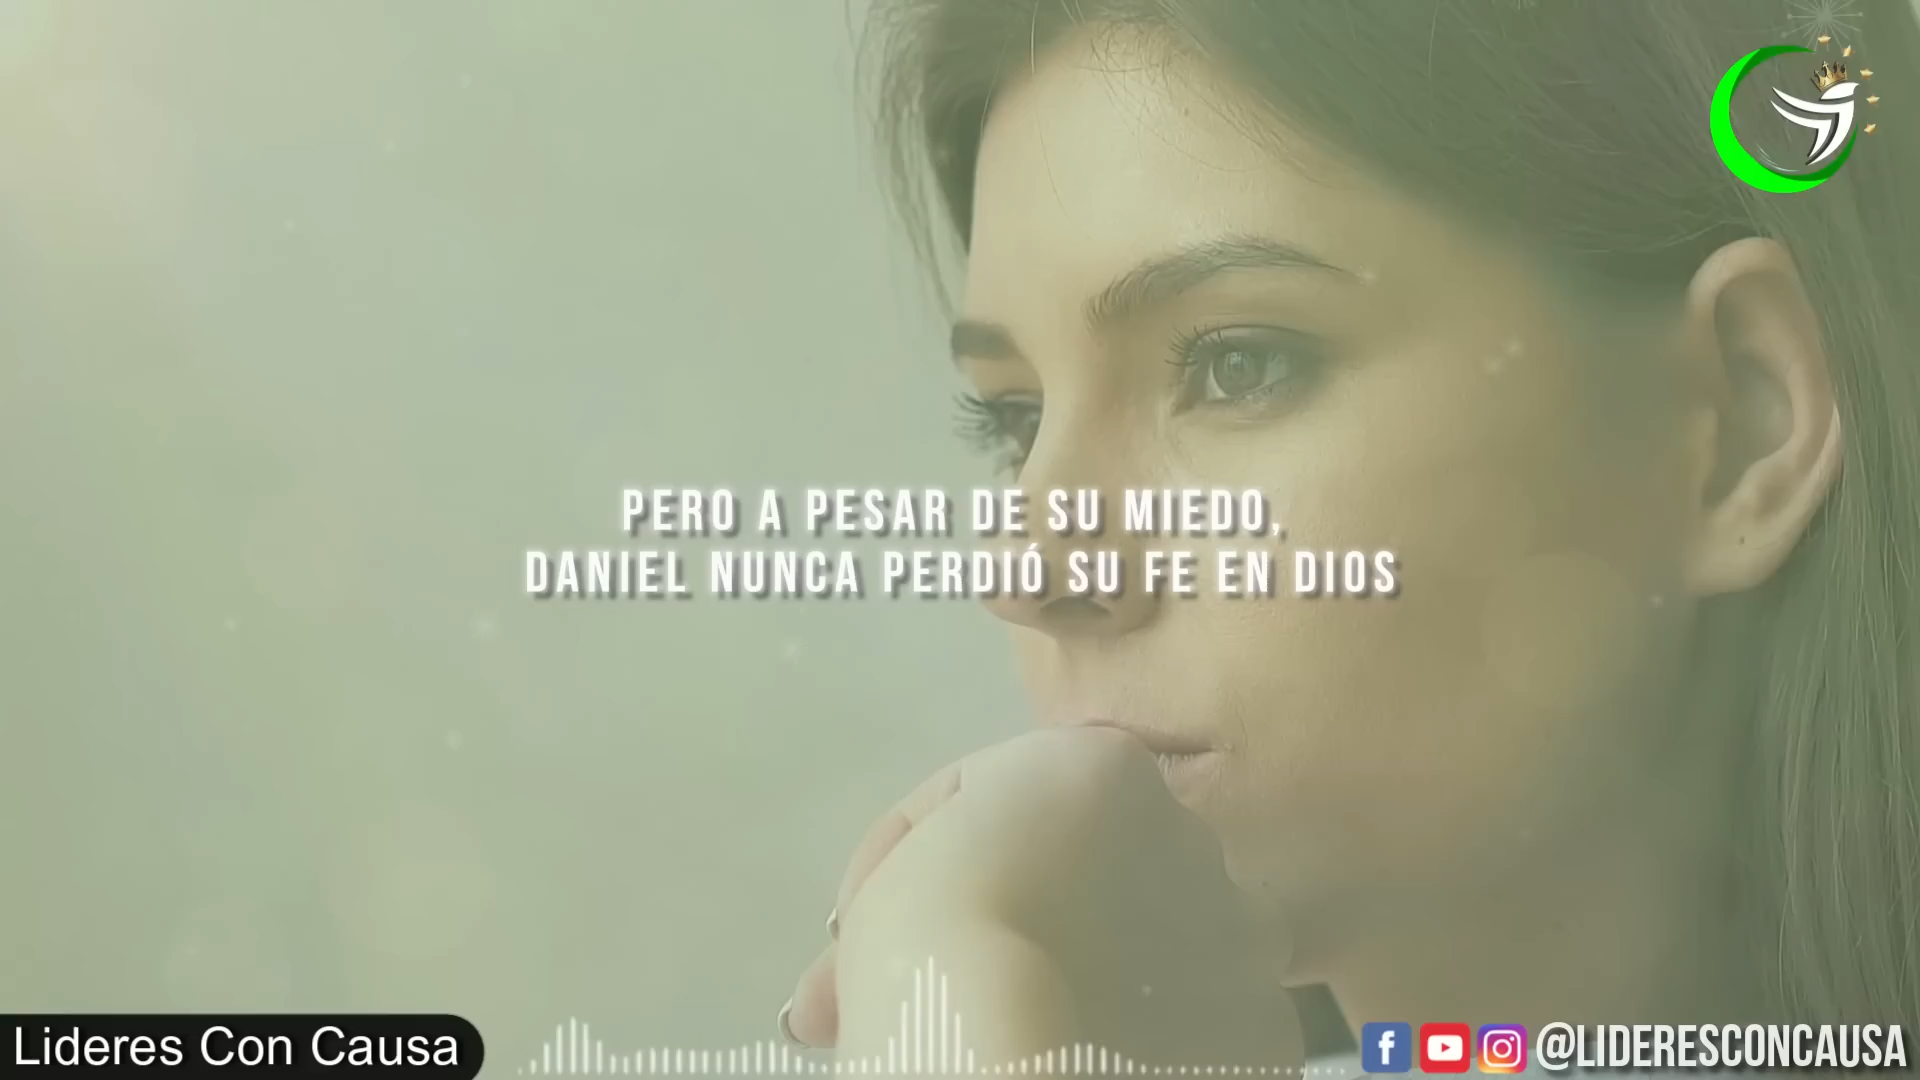 PERO A PESAR DE SU MIEDO,
DANIEL NUNCA PERDIÓ SU FE EN DIOS
Lideres Con Causa
@LIDERESCONCAUSA